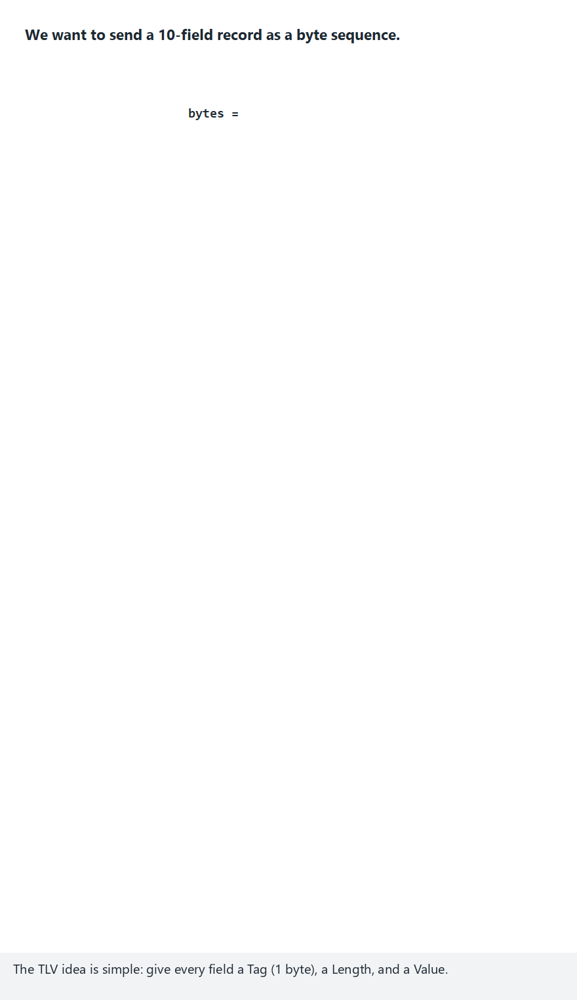 We want to send a 10-field record as a byte sequence.
bytes =
The TLV idea is simple: give every field a Tag (1 byte), a Length, and a Value.